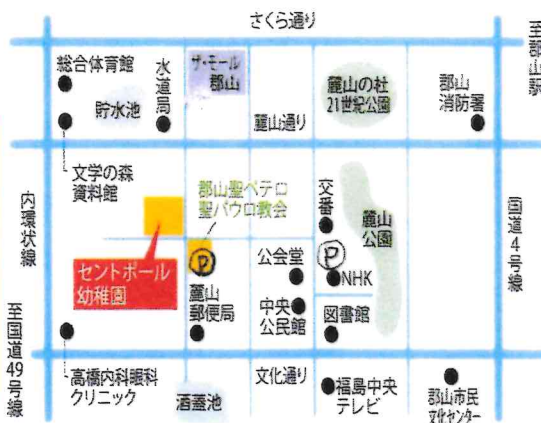 さくら通り
至郡山駅
総合体育館
水道局
ザ・モール
郡山
麓山の杜
21世紀公園
郡山
消防署
貯水池
麓山通り
文学の森
資料館
郡山聖ペテロ
聖パウロ教会
交番
麓山
公園
内環状線
国道4号線
セントポール
幼稚園
P
公会堂
P
NHK
麓山
郵便局
中央
公民館
図書館
至国道49号線
高橋内科眼科
クリニック
文化通り
酒蓋池
福島中央
テレビ
郡山市民
文化センター